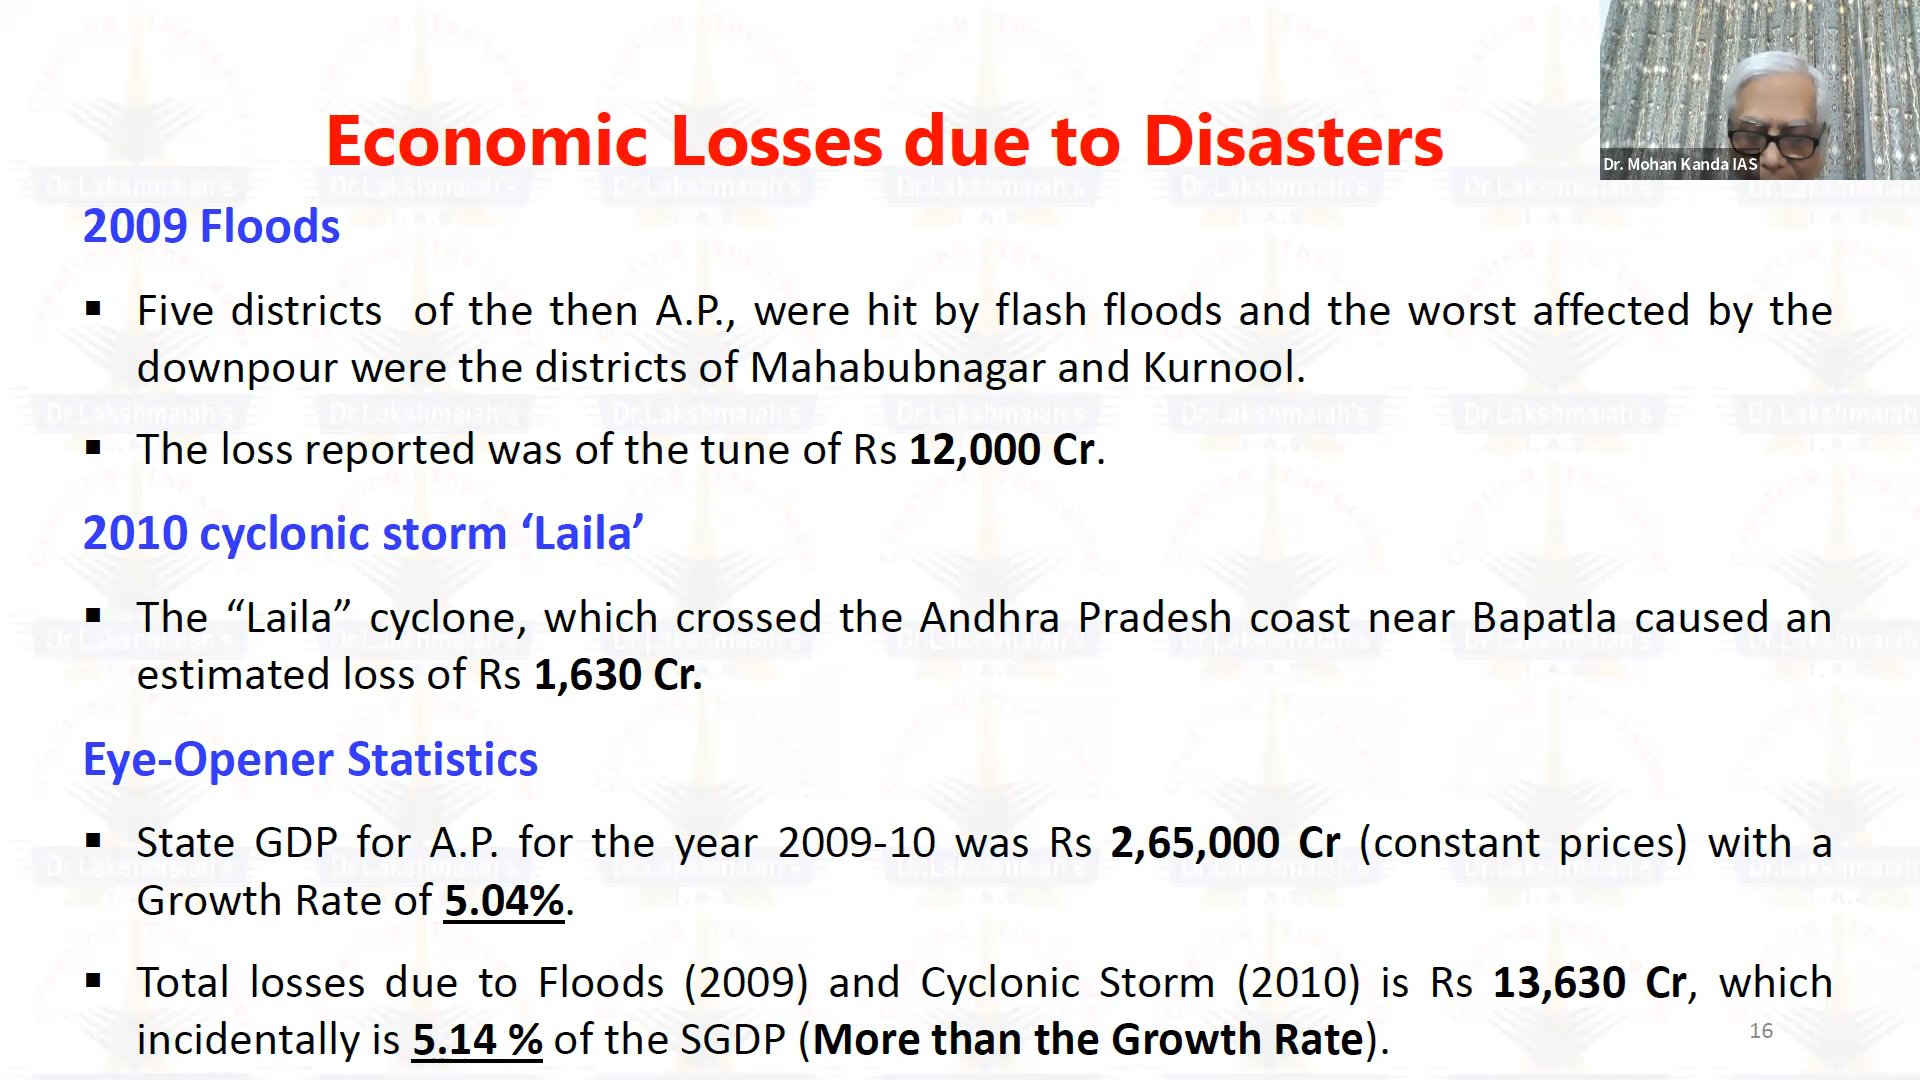 Economic Losses due to Disasters
Dr. Mohan Kanda IAS
2009 Floods
▪ Five districts of the then A.P., were hit by flash floods and the worst affected by the
downpour were the districts of Mahabubnagar and Kurnool.
▪ The loss reported was of the tune of Rs 12,000 Cr.
2010 cyclonic storm ‘Laila’
▪ The “Laila” cyclone, which crossed the Andhra Pradesh coast near Bapatla caused an
estimated loss of Rs 1,630 Cr.
Eye-Opener Statistics
▪ State GDP for A.P. for the year 2009-10 was Rs 2,65,000 Cr (constant prices) with a
Growth Rate of 5.04%.
▪ Total losses due to Floods (2009) and Cyclonic Storm (2010) is Rs 13,630 Cr, which
incidentally is 5.14 % of the SGDP (More than the Growth Rate).
16
Creating The Leader
Dr.Lakshmaiah's
I.A.S